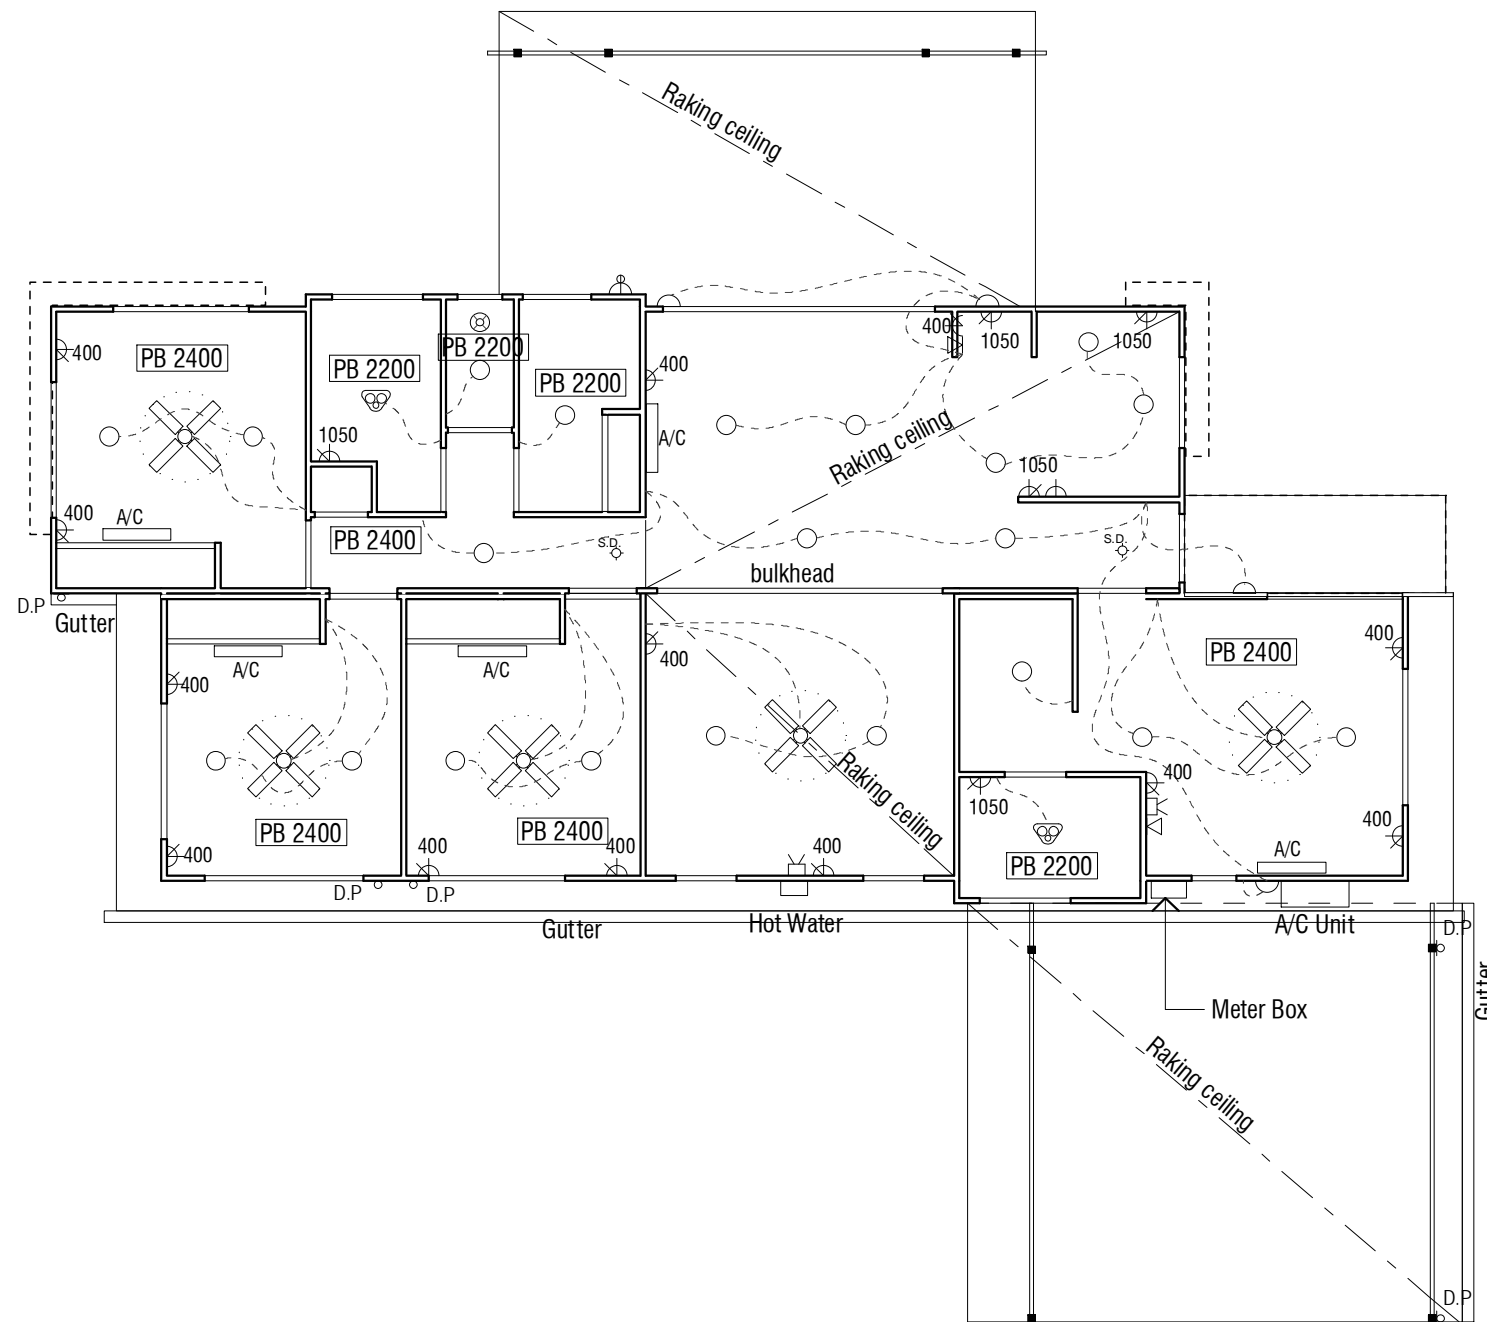 Raking ceiling
400
1050
1050
PB 2400
PB 2200
PB 2200
PB 2200
400
400
A/C
Raking ceiling
1050
1050
400
A/C
PB 2400
S.D.
S.D.
bulkhead
D.P
Gutter
A/C
A/C
400
400
PB 2400
400
400
400
Raking ceiling
1050
PB 2400
PB 2400
400
400
400
400
PB 2200
A/C
400
D.P
D.P
Gutter
Hot Water
A/C Unit
D.P
Gutter
Meter Box
Raking ceiling
D.P